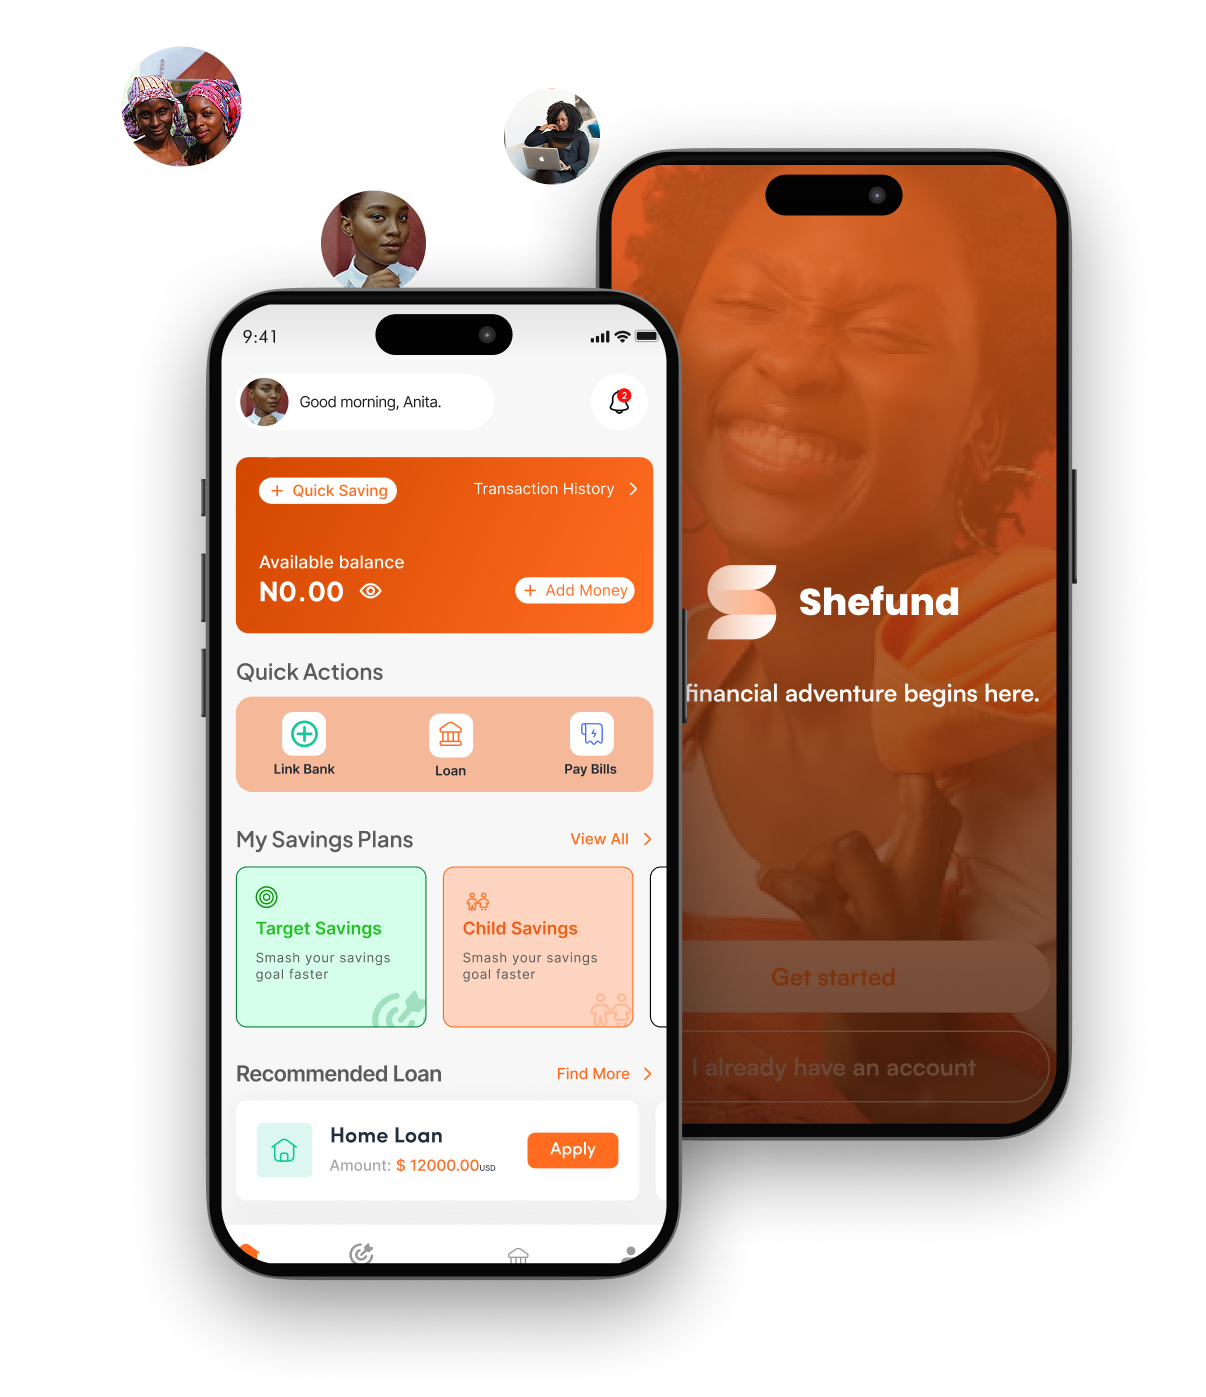 9:41
Good morning, Anita.
2
+ Quick Saving
Transaction History
Available balance
N0.00
+ Add Money
Quick Actions
Link Bank
Loan
Pay Bills
My Savings Plans
View All
Target Savings
Smash your savings
goal faster
Child Savings
Smash your savings
goal faster
Recommended Loan
Find More
Home Loan
Amount: $ 12000.00USD
Apply
Shefund
financial adventure begins here.
Get started
I already have an account